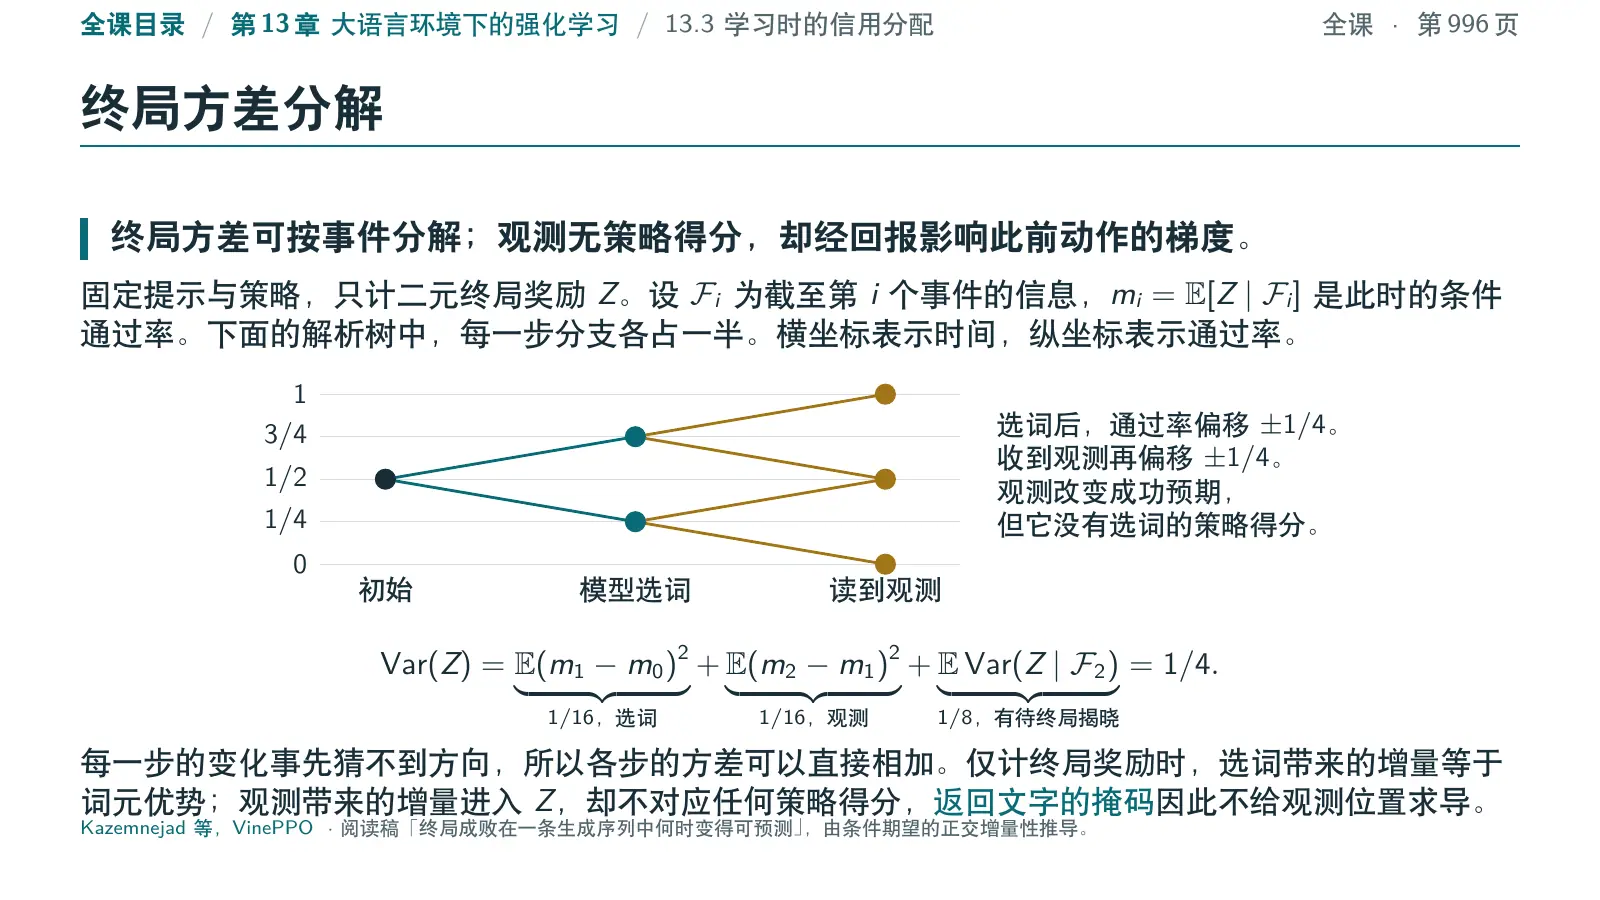 全课目录 / 第 13 章 大语言环境下的强化学习 / 13.3 学习时的信用分配
全课 · 第 996 页
终局方差分解
终局方差可按事件分解；观测无策略得分，却经回报影响此前动作的梯度。
固定提示与策略，只计二元终局奖励 Z。设 ℱᵢ 为截至第 i 个事件的信息，mᵢ = 𝔼[Z | ℱᵢ] 是此时的条件
通过率。下面的解析树中，每一步分支各占一半。横坐标表示时间，纵坐标表示通过率。
1
3/4
1/2
1/4
0
初始
模型选词
读到观测
选词后，通过率偏移 ±1/4。
收到观测再偏移 ±1/4。
观测改变成功预期，
但它没有选词的策略得分。
Var(Z) = 𝔼(m₁ − m₀)² + 𝔼(m₂ − m₁)² + 𝔼 Var(Z | ℱ₂) = 1/4.
1/16，选词
1/16，观测
1/8，有待终局揭晓
每一步的变化事先猜不到方向，所以各步的方差可以直接相加。仅计终局奖励时，选词带来的增量等于
词元优势；观测带来的增量进入 Z，却不对应任何策略得分，返回文字的掩码因此不给观测位置求导。
Kazemnejad 等，VinePPO · 阅读稿「终局成败在一条生成序列中何时变得可预测」，由条件期望的正交增量性推导。